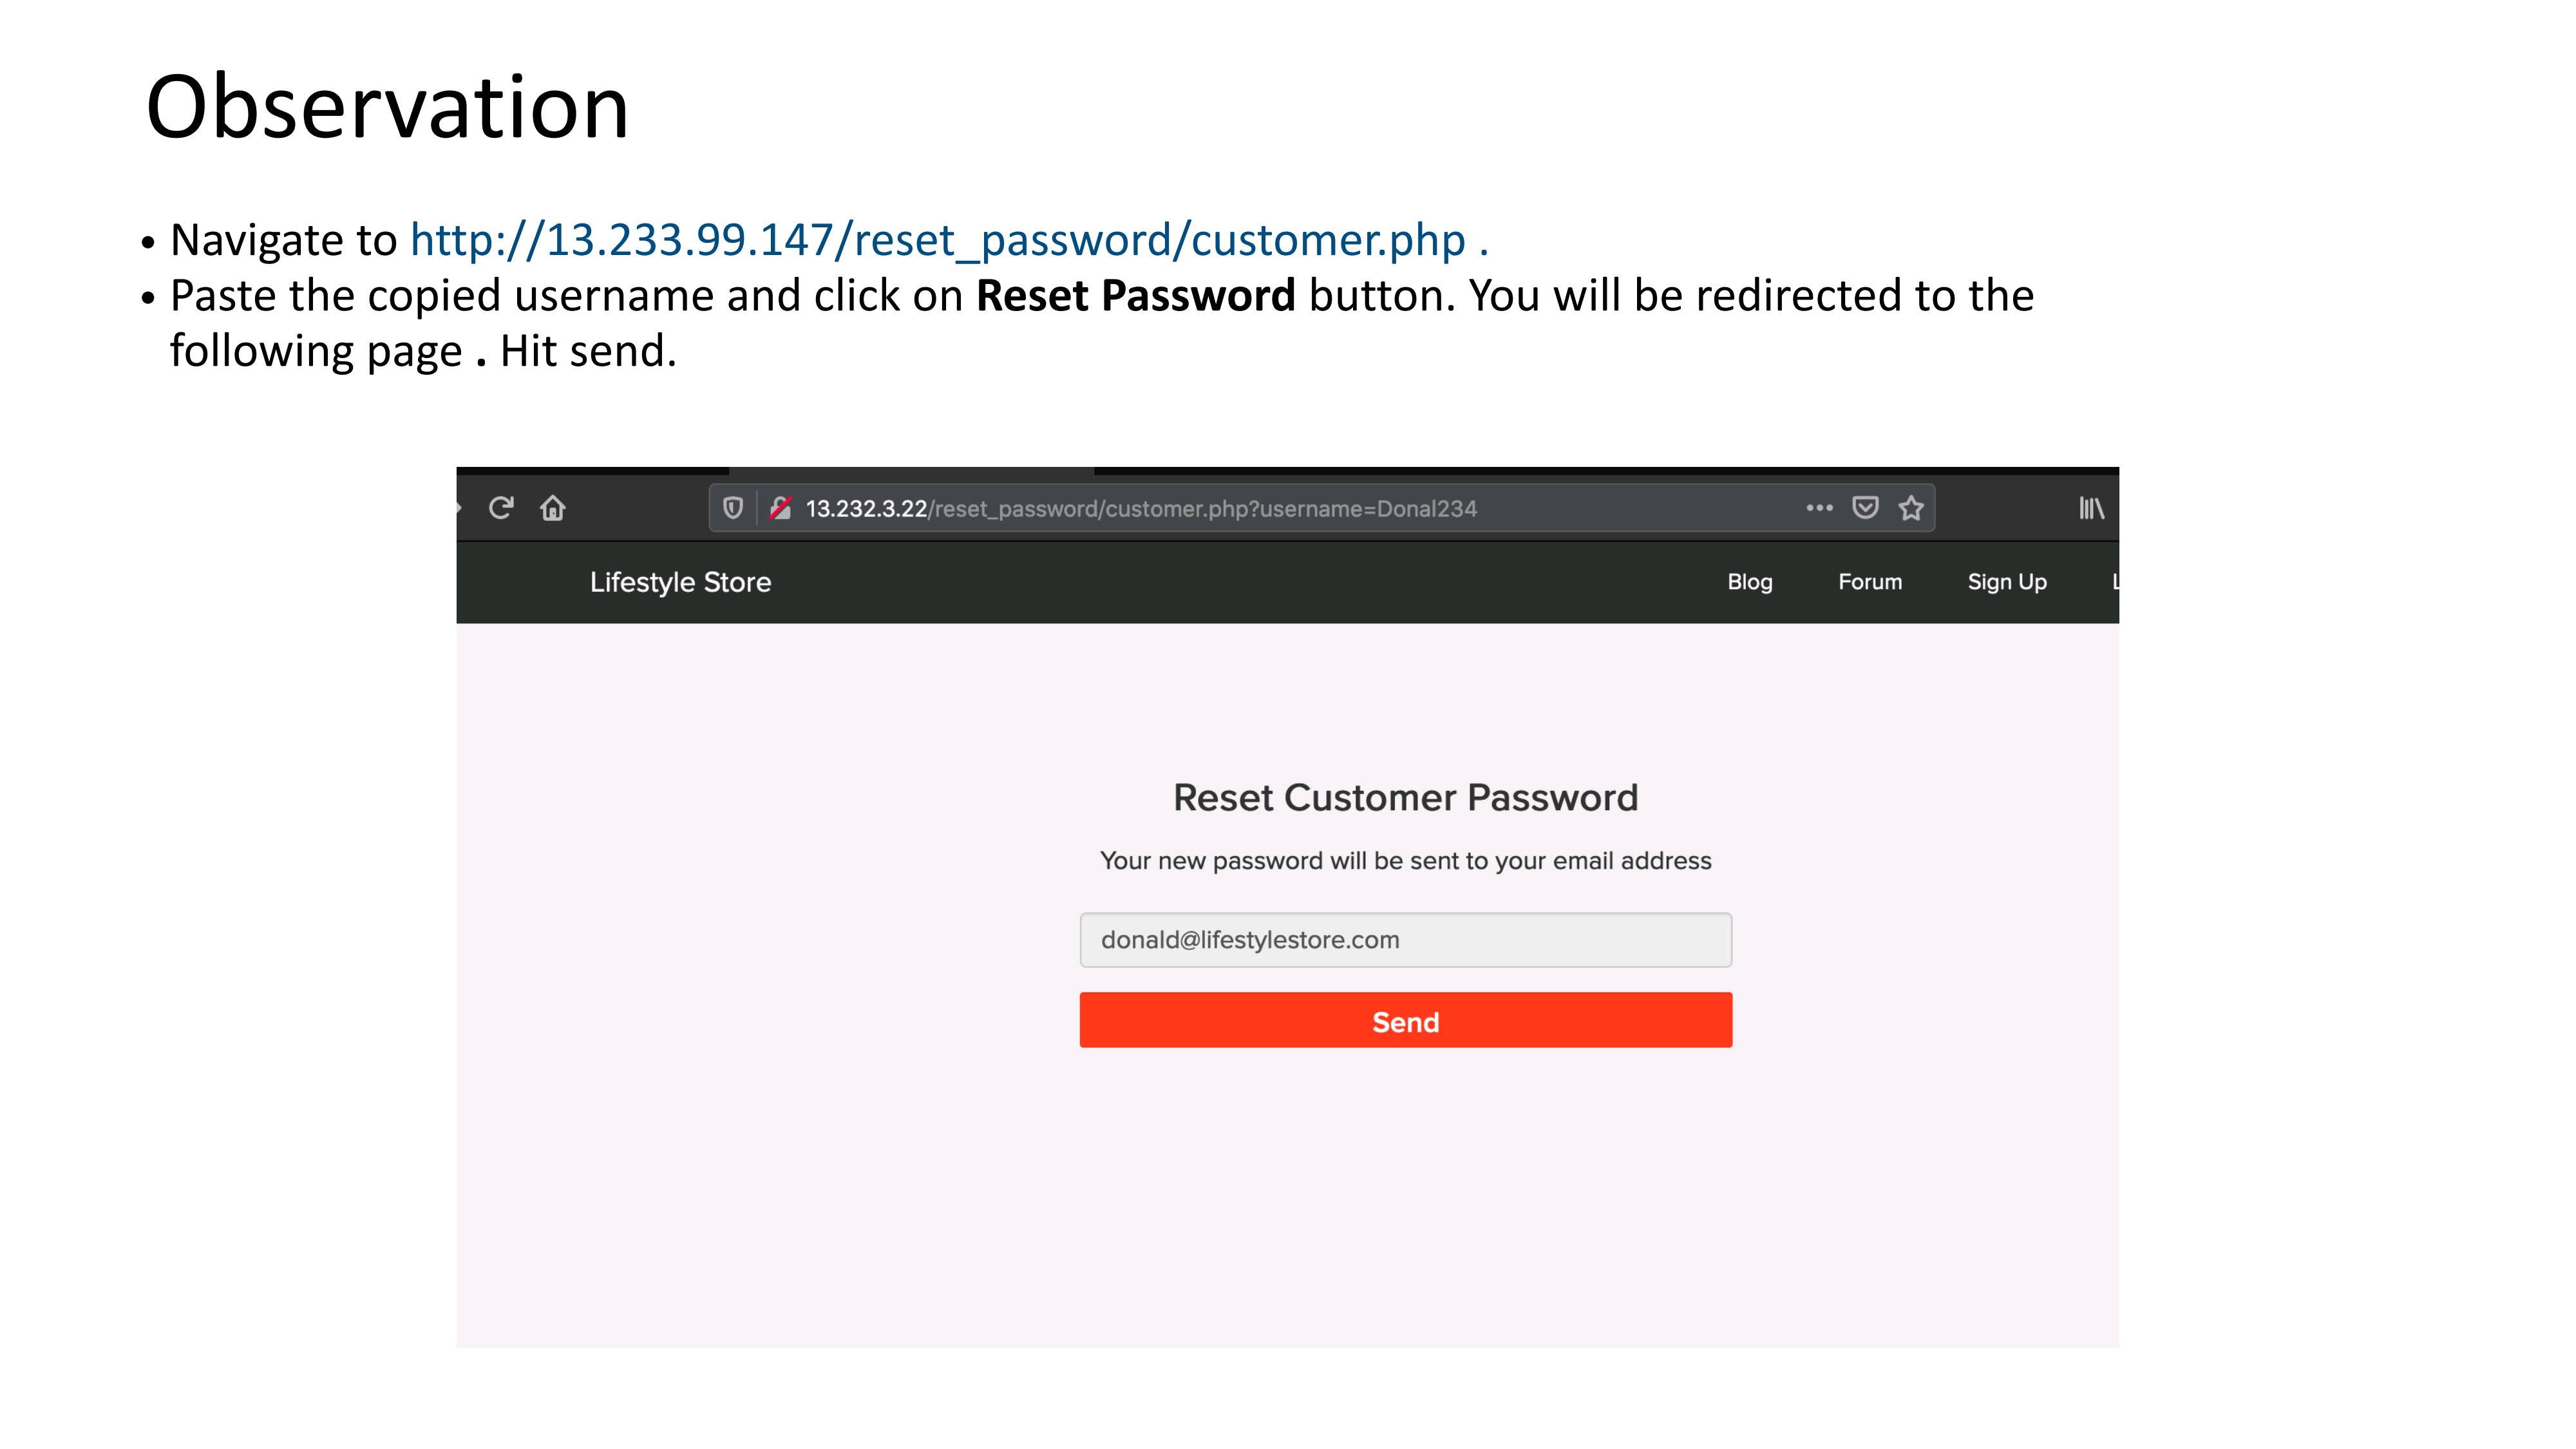 Observation
• Navigate to http://13.233.99.147/reset_password/customer.php .
• Paste the copied username and click on Reset Password button. You will be redirected to the
following page . Hit send.
13.232.3.22/reset_password/customer.php?username=Donal234
Lifestyle Store Blog Forum Sign Up L
Reset Customer Password
Your new password will be sent to your email address
donald@lifestylestore.com
Send